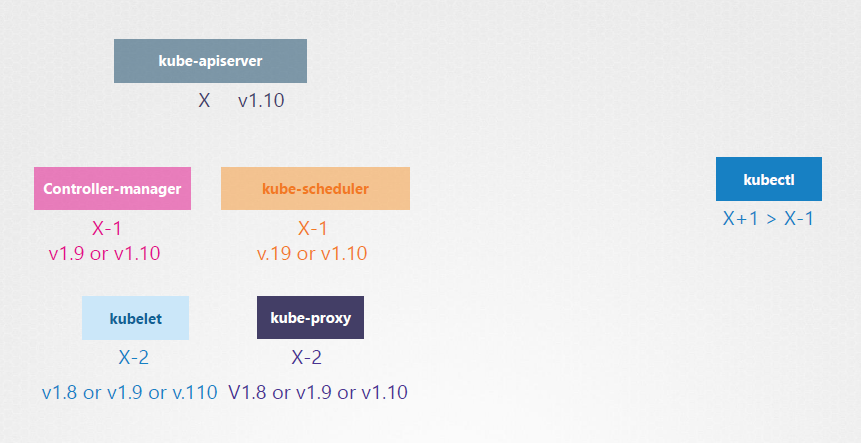 kube-apiserver
X v1.10
Controller-manager
kube-scheduler
kubectl
X-1
X-1
X+1 > X-1
v1.9 or v1.10
v.19 or v1.10
kubelet
kube-proxy
X-2
X-2
v1.8 or v1.9 or v.110
V1.8 or v1.9 or v1.10